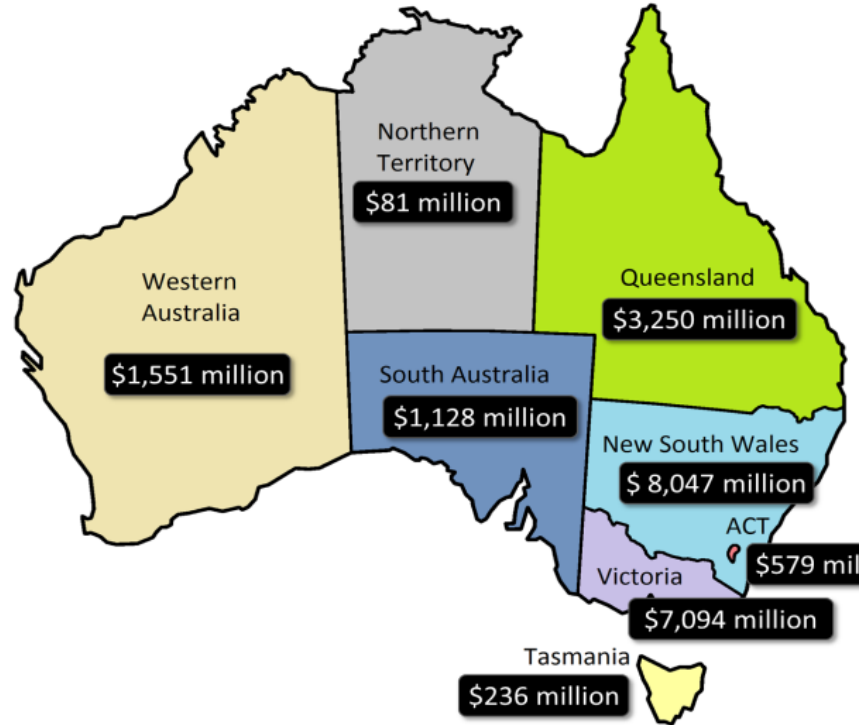 Northern
Territory
$81 million
Western
Australia
$1,551 million
Queensland
$3,250 million
South Australia
$1,128 million
New South Wales
$ 8,047 million
ACT
$579 mil
Victoria
$7,094 million
Tasmania
$236 million